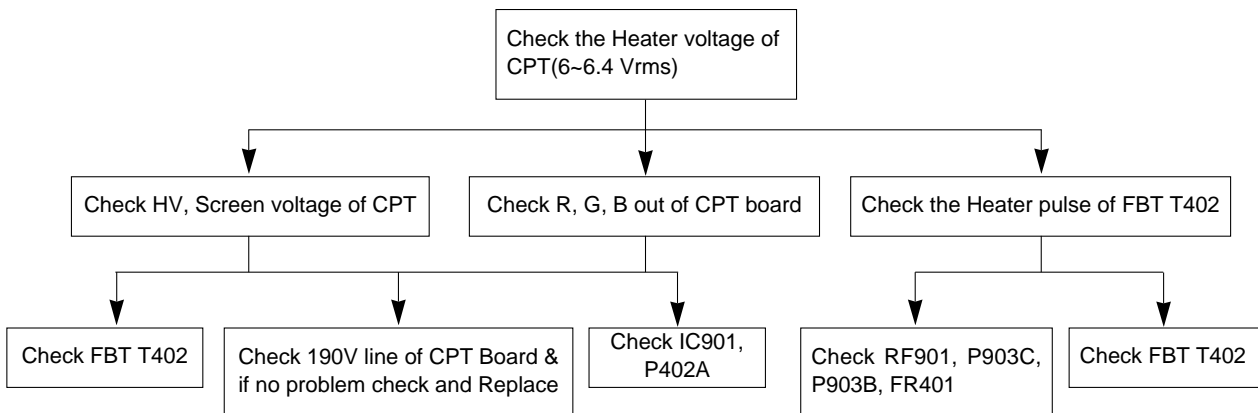 Check the Heater voltage of
CPT(6~6.4 Vrms)
Check HV, Screen voltage of CPT
Check R, G, B out of CPT board
Check the Heater pulse of FBT T402
Check FBT T402
Check 190V line of CPT Board &
if no problem check and Replace
Check IC901,
P402A
Check RF901, P903C,
P903B, FR401
Check FBT T402